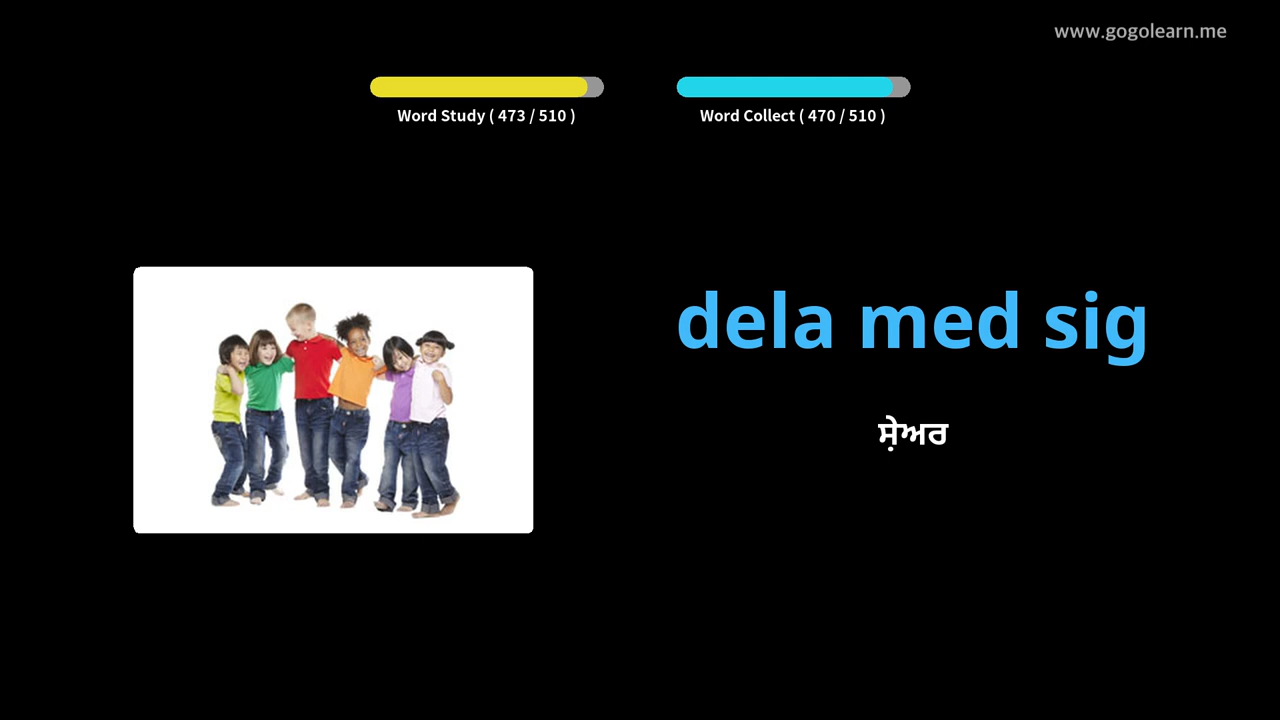 www.gogolearn.me
Word Study ( 473 / 510 )
Word Collect ( 470 / 510 )
dela med sig
ਸ਼ੇਅਰ